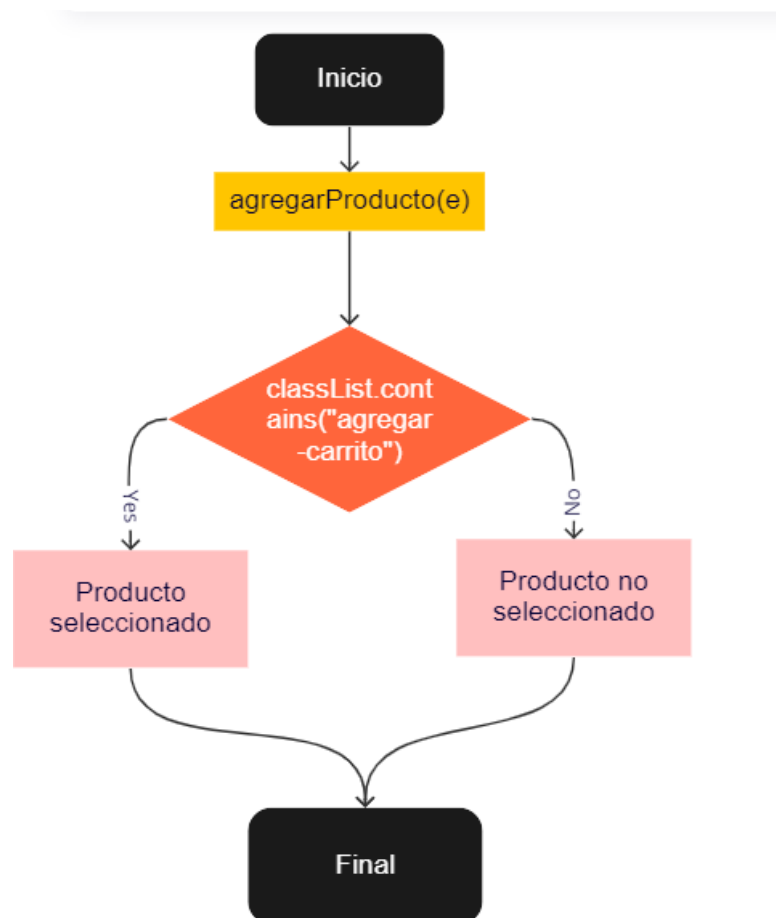 Inicio
agregarProducto(e)
classList.cont
ains("agregar
-carrito")
Yes
No
Producto
seleccionado
Producto no
seleccionado
Final